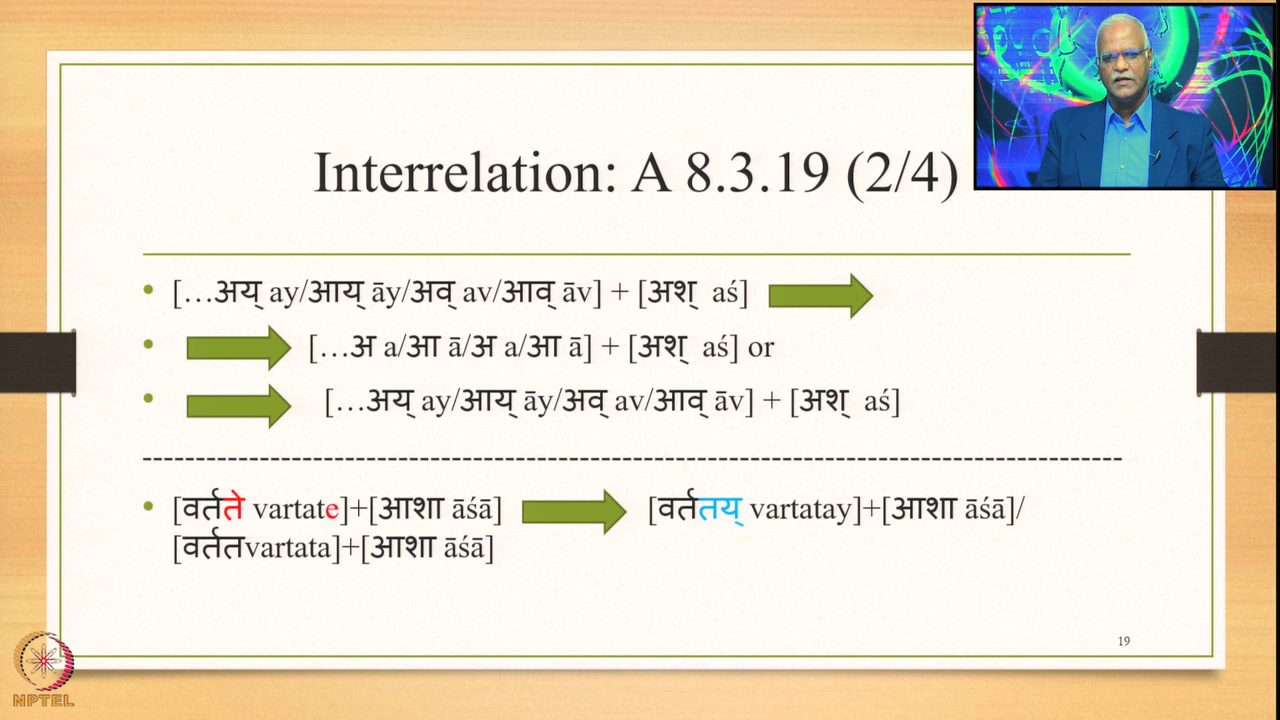 Interrelation: A 8.3.19 (2/4)
[…अय् ay/आय् āy/अव् av/आव् āv] + [अश् aś]
[…अ a/आ ā/अ a/आ ā] + [अश् aś] or
[…अय् ay/आय् āy/अव् av/आव् āv] + [अश् aś]
[वर्तते vartate]+[आशा āśā] [वर्ततय् vartatay]+[आशा āśā]/
[वर्ततvartata]+[आशा āśā]
19
NPTEL